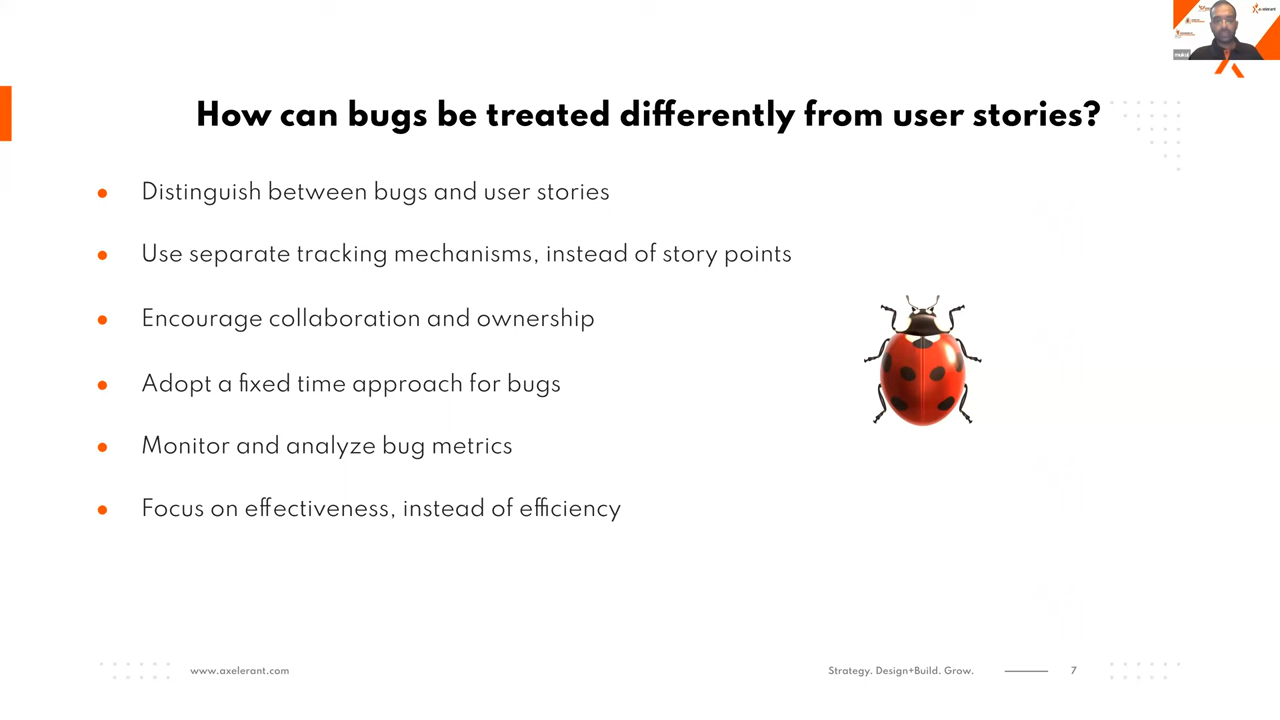 axelerant
mukul
How can bugs be treated differently from user stories?
Distinguish between bugs and user stories
Use separate tracking mechanisms, instead of story points
Encourage collaboration and ownership
Adopt a fixed time approach for bugs
Monitor and analyze bug metrics
Focus on effectiveness, instead of efficiency
www.axelerant.com
Strategy. Design+Build. Grow.
7